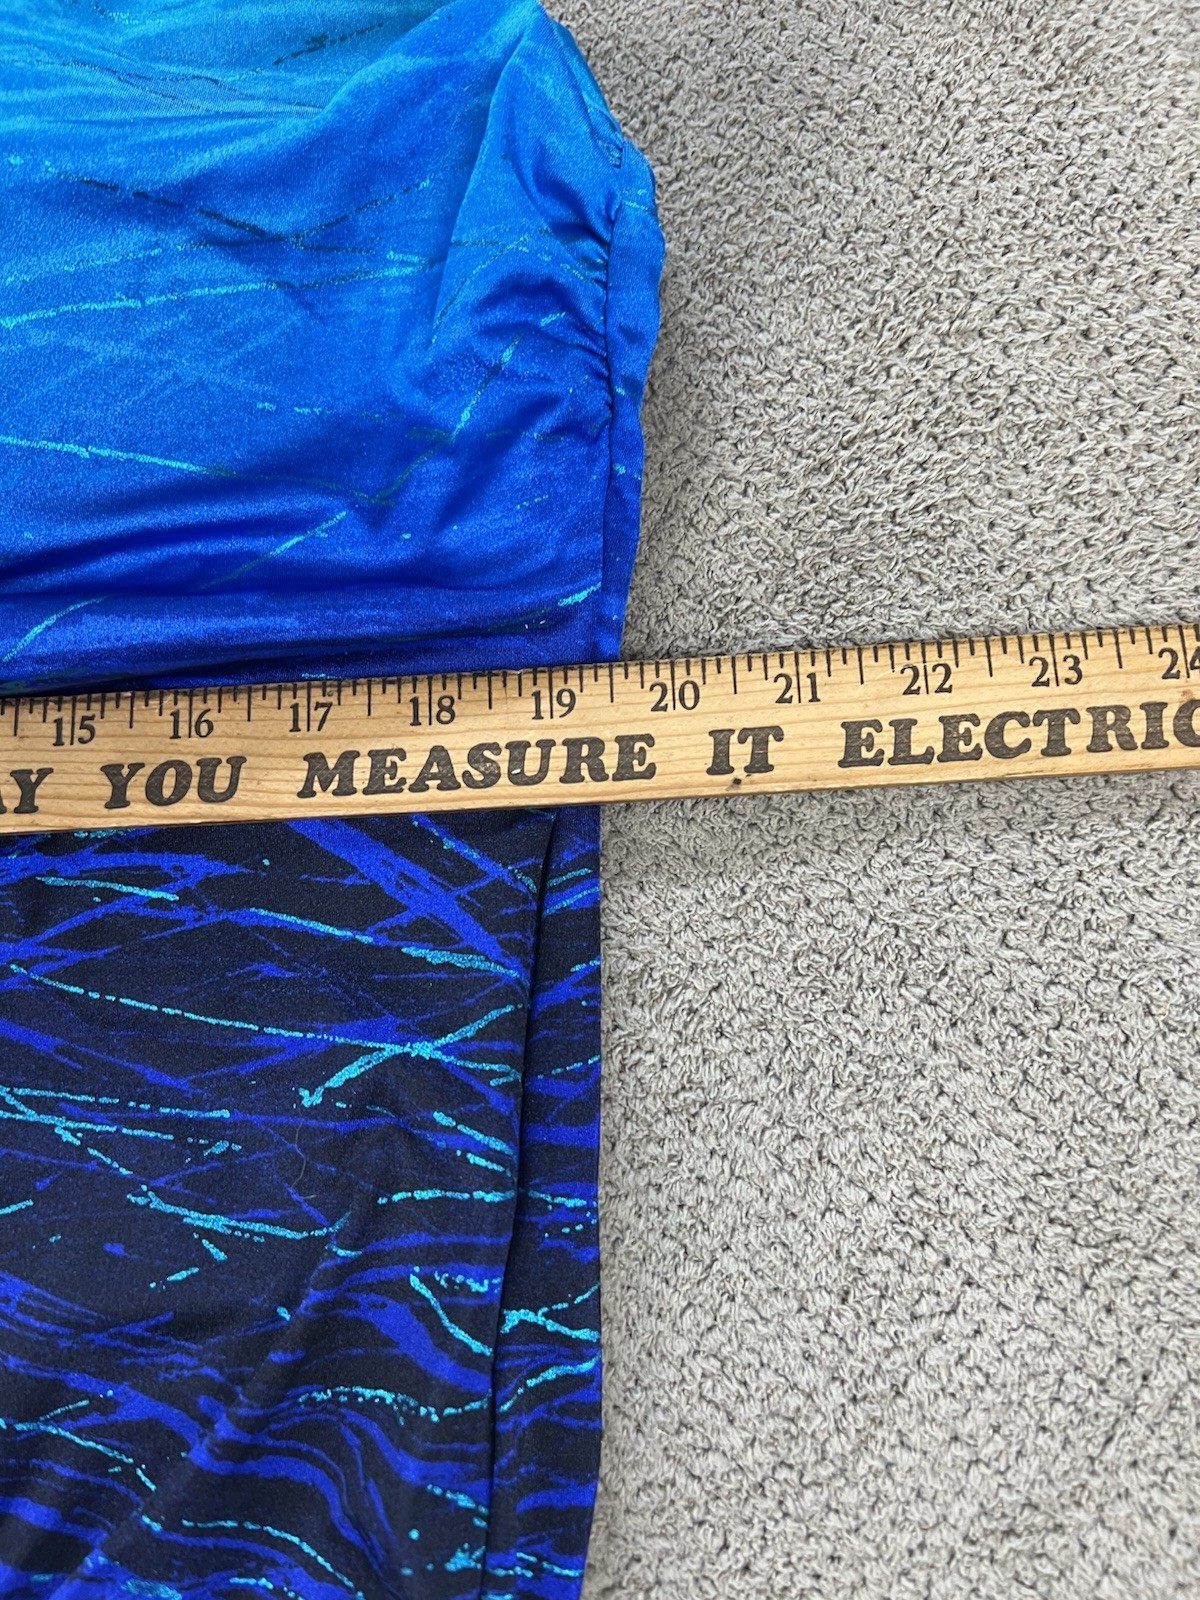 15 16 17 18 19 20 21 22 23 24
AY YOU MEASURE IT ELECTRIC